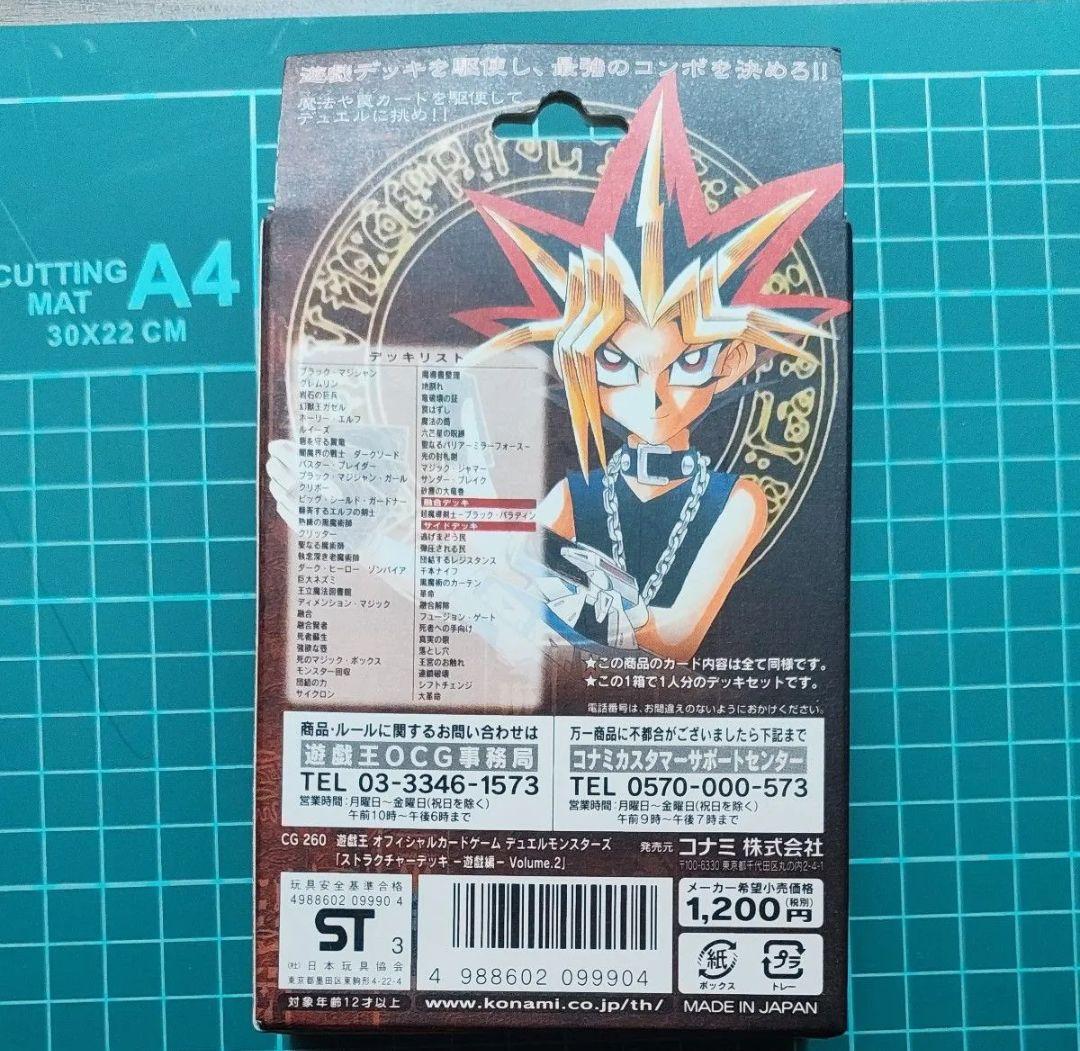 CUTTING
MAT
A4
30X22 CM
遊戯デッキを駆使し、最強のコンボを決めろ!!
魔法や罠カードを駆使して
デュエルに挑め!!
デッキリスト
ブラック・マジシャン
グレムリン
岩石の巨兵
幻獣王ガゼル
ホーリー・エルフ
ルイーズ
砦を守る翼竜
闇魔界の戦士 ダークソード
バスター・ブレイダー
ブラック・マジシャン・ガール
クリボー
ビッグ・シールド・ガードナー
翻弄するエルフの剣士
熟練の黒魔術師
クリッター
聖なる魔術師
執念深き老魔術師
ダーク・ヒーロー ゾンバイア
巨大ネズミ
王立魔法図書館
ディメンション・マジック
融合
融合賢者
死者蘇生
強欲な壺
死のマジック・ボックス
モンスター回収
団結の力
サイクロン
魔導書整理
地割れ
竜破壊の証
罠はずし
魔法の筒
六芒星の呪縛
聖なるバリアーミラーフォースー
光の封札剣
マジック・ジャマー
サンダー・ブレイク
砂塵の大竜巻
融合デッキ
超魔導剣士-ブラック・パラディン
サイドデッキ
逃げまどう民
弾圧される民
団結するレジスタンス
千本ナイフ
黒魔術のカーテン
革命
融合解除
フュージョン・ゲート
死者への手向け
真実の眼
落とし穴
王宮のお触れ
連鎖破壊
シフトチェンジ
大革命
★この商品のカード内容は全て同様です。
★この1箱で1人分のデッキセットです。
電話番号は、お間違えのないようにおかけください。
商品・ルールに関するお問い合わせは
遊戯王OCG事務局
TEL 03-3346-1573
営業時間:月曜日～金曜日(祝日を除く)
午前10時～午後6時まで
万一商品に不都合がございましたら下記まで
コナミカスタマーサポートセンター
TEL 0570-000-573
営業時間:月曜日～金曜日(祝日を除く)
午前9時～午後7時まで
CG 260 遊戯王 オフィシャルカードゲーム デュエルモンスターズ
「ストラクチャーデッキ -遊戯編- Volume.2」
発売元 コナミ 株式会社
〒100-6330 東京都千代田区丸の内2-4-1
玩具安全基準合格
4988602 09990 4
ST 3
(社)日本玩具協会
東京都墨田区東駒形4-22-4
対象年齢12才以上
4 988602 099904
www.konami.co.jp/th/
メーカー希望小売価格
1,200円(税別)
紙
ボックス
プラ
トレー
MADE IN JAPAN